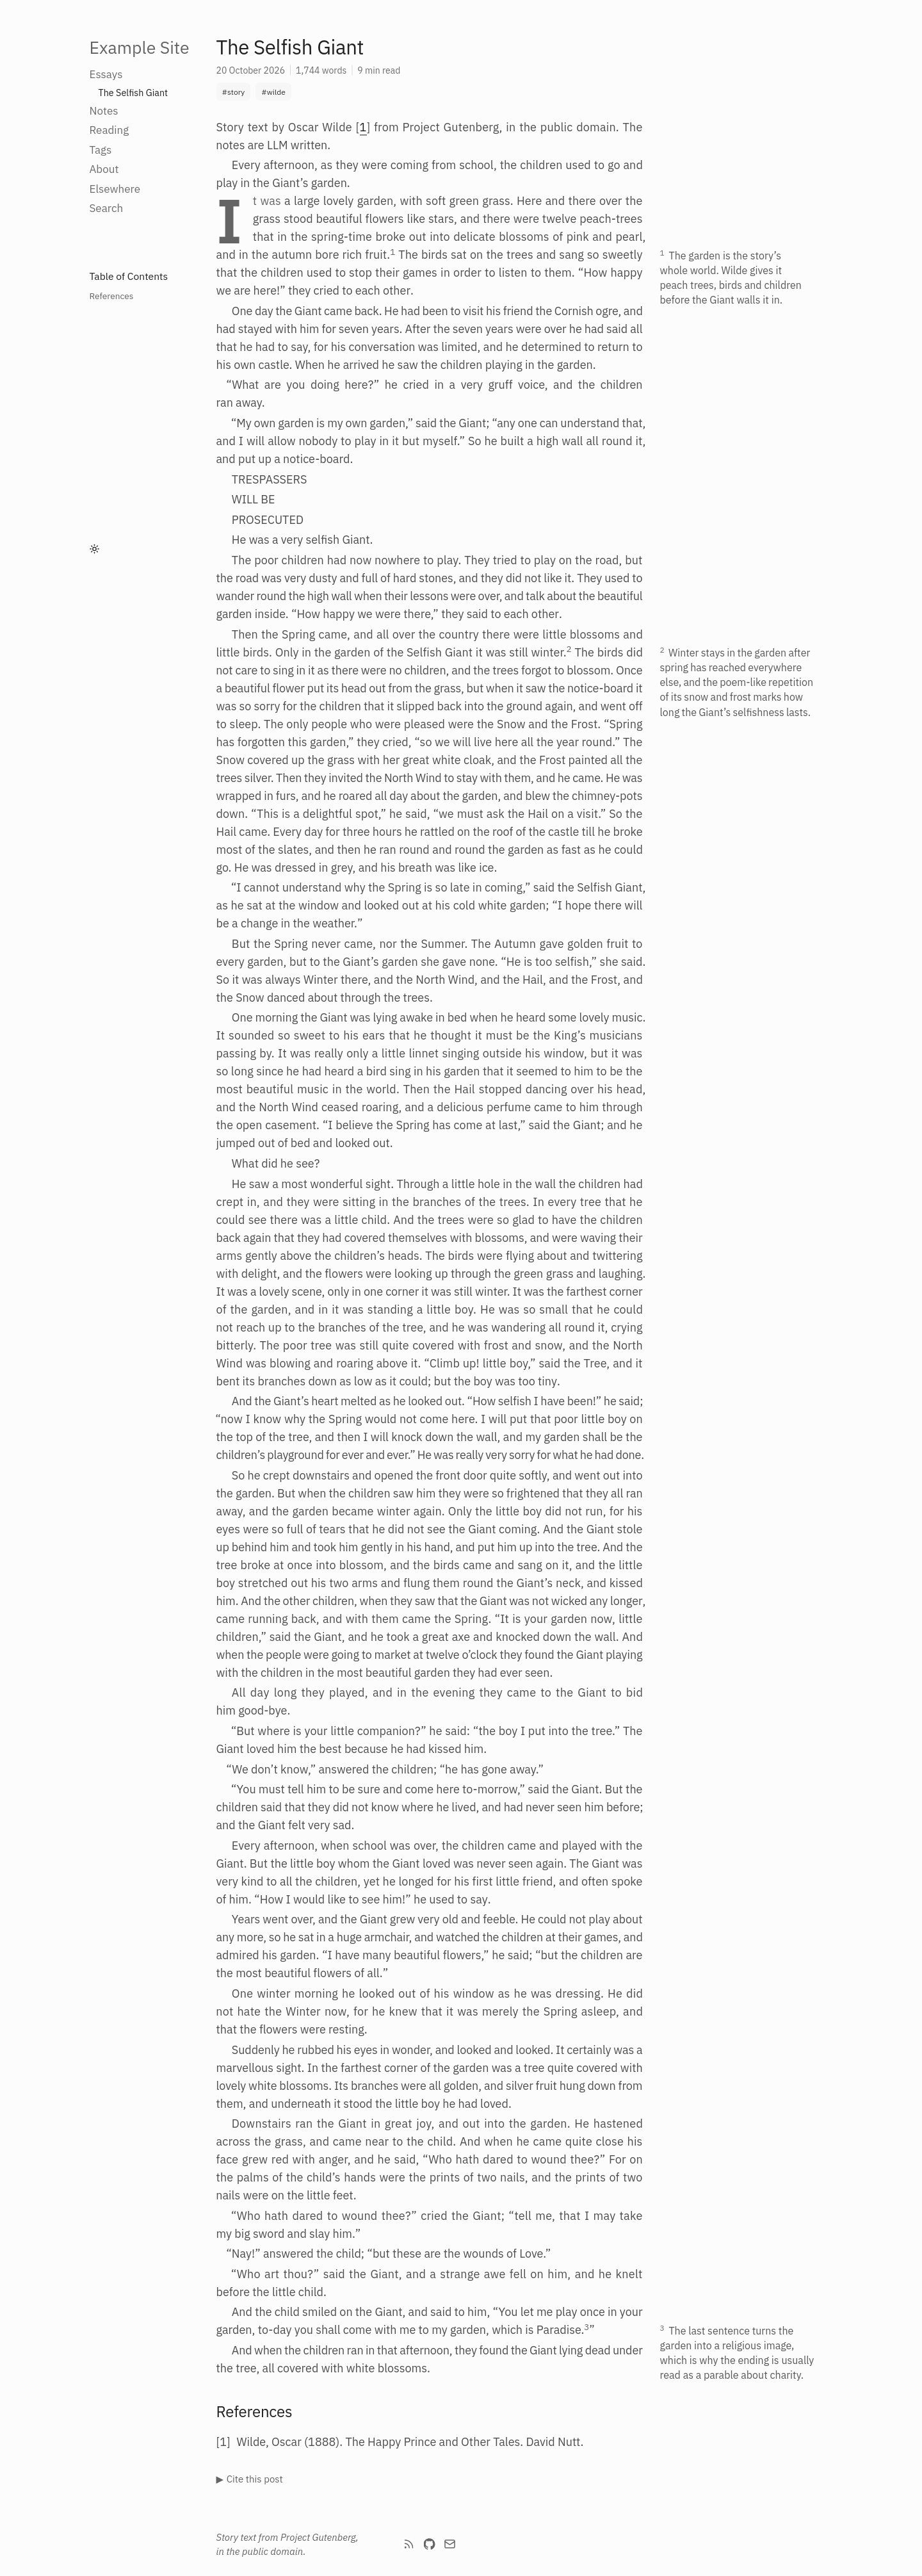 Example Site
Essays
The Selfish Giant
Notes
Reading
Tags
About
Elsewhere
Search
Table of Contents
References
The Selfish Giant
20 October 2026 | 1,744 words | 9 min read
#story #wilde
Story text by Oscar Wilde [1] from Project Gutenberg, in the public domain. The
notes are LLM written.
Every afternoon, as they were coming from school, the children used to go and
play in the Giant’s garden.
It was a large lovely garden, with soft green grass. Here and there over the
grass stood beautiful flowers like stars, and there were twelve peach-trees
that in the spring-time broke out into delicate blossoms of pink and pearl,
and in the autumn bore rich fruit.1 The birds sat on the trees and sang so sweetly
that the children used to stop their games in order to listen to them. “How happy
we are here!” they cried to each other.
One day the Giant came back. He had been to visit his friend the Cornish ogre, and
had stayed with him for seven years. After the seven years were over he had said all
that he had to say, for his conversation was limited, and he determined to return to
his own castle. When he arrived he saw the children playing in the garden.
“What are you doing here?” he cried in a very gruff voice, and the children
ran away.
“My own garden is my own garden,” said the Giant; “any one can understand that,
and I will allow nobody to play in it but myself.” So he built a high wall all round it,
and put up a notice-board.
TRESPASSERS
WILL BE
PROSECUTED
He was a very selfish Giant.
The poor children had now nowhere to play. They tried to play on the road, but
the road was very dusty and full of hard stones, and they did not like it. They used to
wander round the high wall when their lessons were over, and talk about the beautiful
garden inside. “How happy we were there,” they said to each other.
Then the Spring came, and all over the country there were little blossoms and
little birds. Only in the garden of the Selfish Giant it was still winter.2 The birds did
not care to sing in it as there were no children, and the trees forgot to blossom. Once
a beautiful flower put its head out from the grass, but when it saw the notice-board it
was so sorry for the children that it slipped back into the ground again, and went off
to sleep. The only people who were pleased were the Snow and the Frost. “Spring
has forgotten this garden,” they cried, “so we will live here all the year round.” The
Snow covered up the grass with her great white cloak, and the Frost painted all the
trees silver. Then they invited the North Wind to stay with them, and he came. He was
wrapped in furs, and he roared all day about the garden, and blew the chimney-pots
down. “This is a delightful spot,” he said, “we must ask the Hail on a visit.” So the
Hail came. Every day for three hours he rattled on the roof of the castle till he broke
most of the slates, and then he ran round and round the garden as fast as he could
go. He was dressed in grey, and his breath was like ice.
“I cannot understand why the Spring is so late in coming,” said the Selfish Giant,
as he sat at the window and looked out at his cold white garden; “I hope there will
be a change in the weather.”
But the Spring never came, nor the Summer. The Autumn gave golden fruit to
every garden, but to the Giant’s garden she gave none. “He is too selfish,” she said.
So it was always Winter there, and the North Wind, and the Hail, and the Frost, and
the Snow danced about through the trees.
One morning the Giant was lying awake in bed when he heard some lovely music.
It sounded so sweet to his ears that he thought it must be the King’s musicians
passing by. It was really only a little linnet singing outside his window, but it was
so long since he had heard a bird sing in his garden that it seemed to him to be the
most beautiful music in the world. Then the Hail stopped dancing over his head,
and the North Wind ceased roaring, and a delicious perfume came to him through
the open casement. “I believe the Spring has come at last,” said the Giant; and he
jumped out of bed and looked out.
What did he see?
He saw a most wonderful sight. Through a little hole in the wall the children had
crept in, and they were sitting in the branches of the trees. In every tree that he
could see there was a little child. And the trees were so glad to have the children
back again that they had covered themselves with blossoms, and were waving their
arms gently above the children’s heads. The birds were flying about and twittering
with delight, and the flowers were looking up through the green grass and laughing.
It was a lovely scene, only in one corner it was still winter. It was the farthest corner
of the garden, and in it was standing a little boy. He was so small that he could
not reach up to the branches of the tree, and he was wandering all round it, crying
bitterly. The poor tree was still quite covered with frost and snow, and the North
Wind was blowing and roaring above it. “Climb up! little boy,” said the Tree, and it
bent its branches down as low as it could; but the boy was too tiny.
And the Giant’s heart melted as he looked out. “How selfish I have been!” he said;
“now I know why the Spring would not come here. I will put that poor little boy on
the top of the tree, and then I will knock down the wall, and my garden shall be the
children’s playground for ever and ever.” He was really very sorry for what he had done.
So he crept downstairs and opened the front door quite softly, and went out into
the garden. But when the children saw him they were so frightened that they all ran
away, and the garden became winter again. Only the little boy did not run, for his
eyes were so full of tears that he did not see the Giant coming. And the Giant stole
up behind him and took him gently in his hand, and put him up into the tree. And the
tree broke at once into blossom, and the birds came and sang on it, and the little
boy stretched out his two arms and flung them round the Giant’s neck, and kissed
him. And the other children, when they saw that the Giant was not wicked any longer,
came running back, and with them came the Spring. “It is your garden now, little
children,” said the Giant, and he took a great axe and knocked down the wall. And
when the people were going to market at twelve o’clock they found the Giant playing
with the children in the most beautiful garden they had ever seen.
All day long they played, and in the evening they came to the Giant to bid
him good-bye.
“But where is your little companion?” he said: “the boy I put into the tree.” The
Giant loved him the best because he had kissed him.
“We don’t know,” answered the children; “he has gone away.”
“You must tell him to be sure and come here to-morrow,” said the Giant. But the
children said that they did not know where he lived, and had never seen him before;
and the Giant felt very sad.
Every afternoon, when school was over, the children came and played with the
Giant. But the little boy whom the Giant loved was never seen again. The Giant was
very kind to all the children, yet he longed for his first little friend, and often spoke
of him. “How I would like to see him!” he used to say.
Years went over, and the Giant grew very old and feeble. He could not play about
any more, so he sat in a huge armchair, and watched the children at their games, and
admired his garden. “I have many beautiful flowers,” he said; “but the children are
the most beautiful flowers of all.”
One winter morning he looked out of his window as he was dressing. He did
not hate the Winter now, for he knew that it was merely the Spring asleep, and
that the flowers were resting.
Suddenly he rubbed his eyes in wonder, and looked and looked. It certainly was a
marvellous sight. In the farthest corner of the garden was a tree quite covered with
lovely white blossoms. Its branches were all golden, and silver fruit hung down from
them, and underneath it stood the little boy he had loved.
Downstairs ran the Giant in great joy, and out into the garden. He hastened
across the grass, and came near to the child. And when he came quite close his
face grew red with anger, and he said, “Who hath dared to wound thee?” For on
the palms of the child’s hands were the prints of two nails, and the prints of two
nails were on the little feet.
“Who hath dared to wound thee?” cried the Giant; “tell me, that I may take
my big sword and slay him.”
“Nay!” answered the child; “but these are the wounds of Love.”
“Who art thou?” said the Giant, and a strange awe fell on him, and he knelt
before the little child.
And the child smiled on the Giant, and said to him, “You let me play once in your
garden, to-day you shall come with me to my garden, which is Paradise.3”
And when the children ran in that afternoon, they found the Giant lying dead under
the tree, all covered with white blossoms.
1 The garden is the story’s
whole world. Wilde gives it
peach trees, birds and children
before the Giant walls it in.
2 Winter stays in the garden after
spring has reached everywhere
else, and the poem-like repetition
of its snow and frost marks how
long the Giant’s selfishness lasts.
3 The last sentence turns the
garden into a religious image,
which is why the ending is usually
read as a parable about charity.
References
[1] Wilde, Oscar (1888). The Happy Prince and Other Tales. David Nutt.
▶ Cite this post
Story text from Project Gutenberg,
in the public domain.